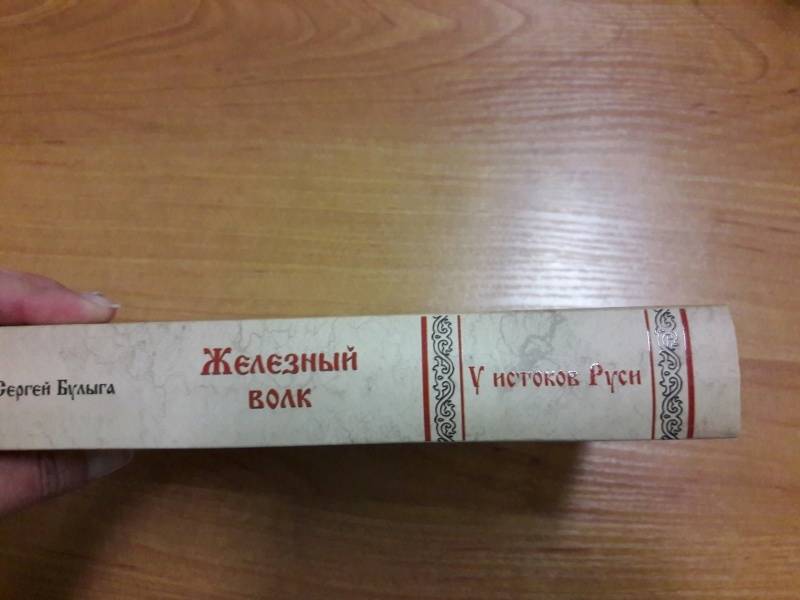 Сергей Булыга
Железный
волк
У истоков Руси